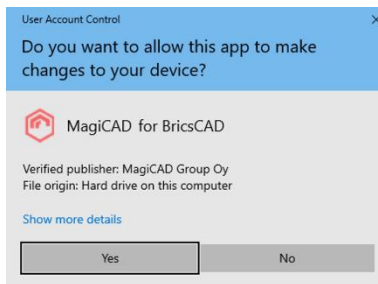 User Account Control
Do you want to allow this app to make
changes to your device?
MagiCAD for BricsCAD
Verified publisher: MagiCAD Group Oy
File origin: Hard drive on this computer
Show more details
Yes
No